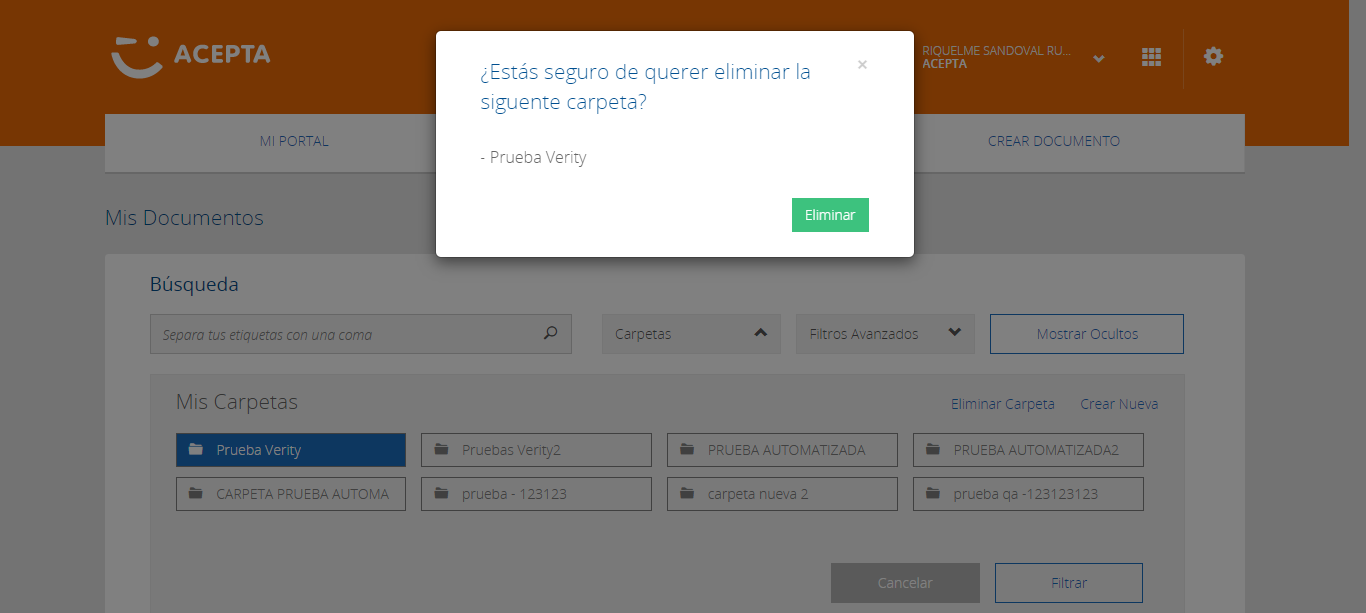 ACEPTA
RIQUELME SANDOVAL RU...
ACEPTA
¿Estás seguro de querer eliminar la
siguente carpeta?
×
- Prueba Verity
Eliminar
MI PORTAL
CREAR DOCUMENTO
Mis Documentos
Búsqueda
Separa tus etiquetas con una coma
Carpetas
Filtros Avanzados
Mostrar Ocultos
Mis Carpetas
Eliminar Carpeta
Crear Nueva
Prueba Verity
Pruebas Verity2
PRUEBA AUTOMATIZADA
PRUEBA AUTOMATIZADA2
CARPETA PRUEBA AUTOMA
prueba - 123123
carpeta nueva 2
prueba qa -123123123
Cancelar
Filtrar